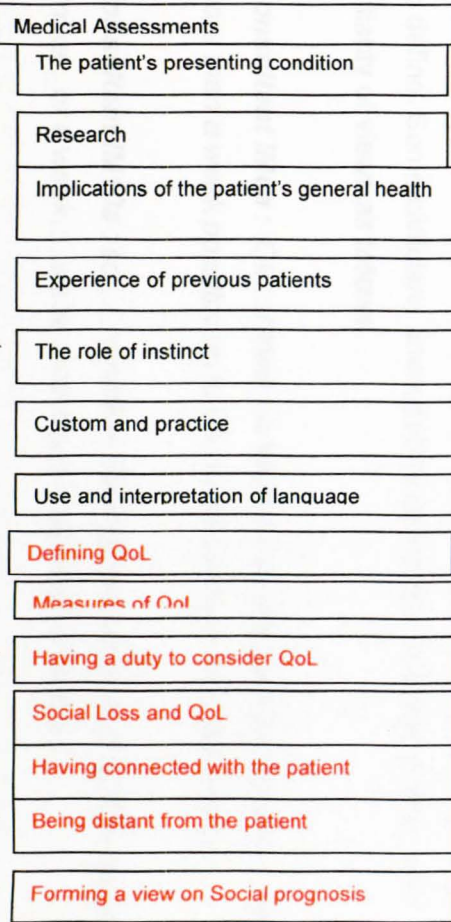 Medical Assessments
The patient's presenting condition
Research
Implications of the patient's general health
Experience of previous patients
The role of instinct
Custom and practice
Use and interpretation of language
Defining QoL
Measures of QoL
Having a duty to consider QoL
Social Loss and QoL
Having connected with the patient
Being distant from the patient
Forming a view on Social prognosis